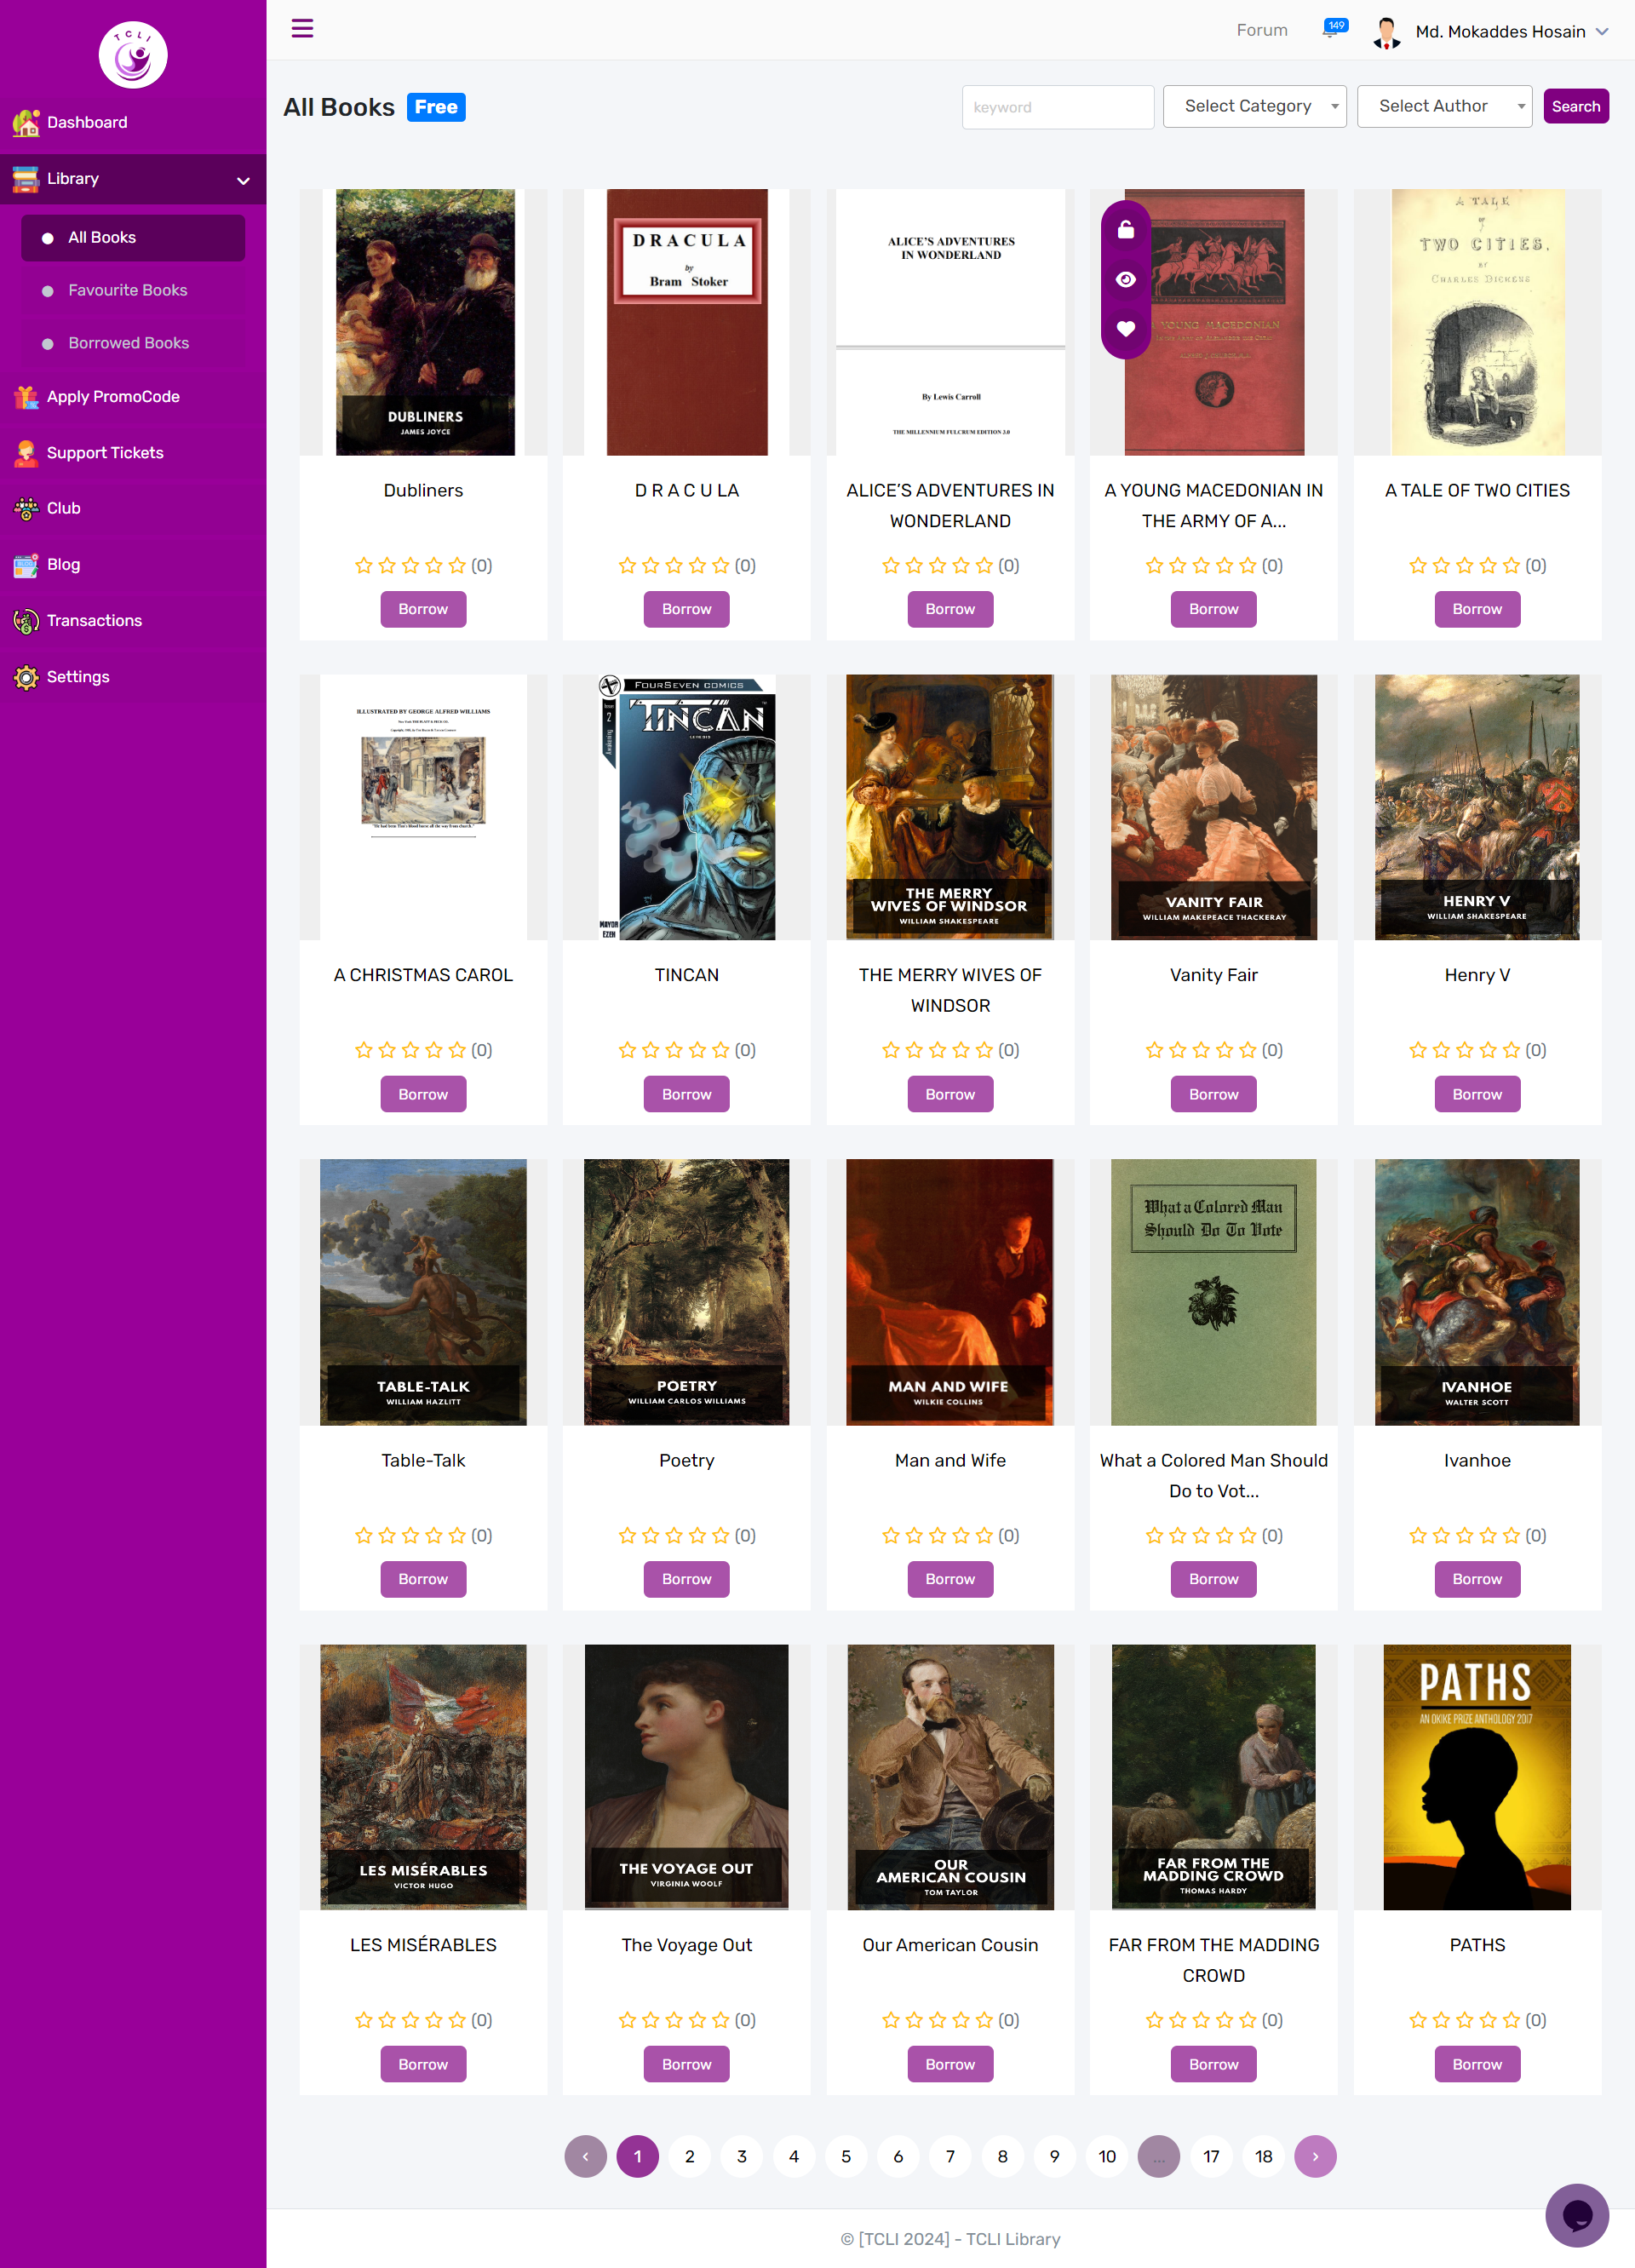 TCLI
Dashboard
Library
All Books
Favourite Books
Borrowed Books
Apply PromoCode
Support Tickets
Club
Blog
Transactions
Settings
Forum
149
Md. Mokaddes Hosain
All Books Free
keyword
Select Category
Select Author
Search
DUBLINERS
JAMES JOYCE
DRACULA
by
Bram Stoker
ALICE'S ADVENTURES
IN WONDERLAND
By Lewis Carroll
THE MILLENNIUM FULCRUM EDITION 3.0
YOUNG MACEDONIAN
A TALE
OF
TWO CITIES.
BY
CHARLES DICKENS
Dubliners
D R A C U L A
ALICE'S ADVENTURES IN
WONDERLAND
A YOUNG MACEDONIAN IN
THE ARMY OF A...
A TALE OF TWO CITIES
(0)
(0)
(0)
(0)
(0)
Borrow
Borrow
Borrow
Borrow
Borrow
ILLUSTRATED BY GEORGE ALFRED WILLIAMS
FOURSEVEN COMICS
Issue
2
Awakening
TINCAN
MAYOR
EZEH
THE MERRY
WIVES OF WINDSOR
WILLIAM SHAKESPEARE
VANITY FAIR
WILLIAM MAKEPEACE THACKERAY
HENRY V
WILLIAM SHAKESPEARE
A CHRISTMAS CAROL
TINCAN
THE MERRY WIVES OF
WINDSOR
Vanity Fair
Henry V
(0)
(0)
(0)
(0)
(0)
Borrow
Borrow
Borrow
Borrow
Borrow
TABLE-TALK
WILLIAM HAZLITT
POETRY
WILLIAM CARLOS WILLIAMS
MAN AND WIFE
WILKIE COLLINS
What a Colored Man
Should Do To Vote
IVANHOE
WALTER SCOTT
Table-Talk
Poetry
Man and Wife
What a Colored Man Should
Do to Vot...
Ivanhoe
(0)
(0)
(0)
(0)
(0)
Borrow
Borrow
Borrow
Borrow
Borrow
LES MISÉRABLES
VICTOR HUGO
THE VOYAGE OUT
VIRGINIA WOOLF
OUR
AMERICAN COUSIN
TOM TAYLOR
FAR FROM THE
MADDING CROWD
THOMAS HARDY
PATHS
AN OKIKE PRIZE ANTHOLOGY 2017
LES MISÉRABLES
The Voyage Out
Our American Cousin
FAR FROM THE MADDING
CROWD
PATHS
(0)
(0)
(0)
(0)
(0)
Borrow
Borrow
Borrow
Borrow
Borrow
‹ 1 2 3 4 5 6 7 8 9 10 ... 17 18 ›
© [TCLI 2024] - TCLI Library